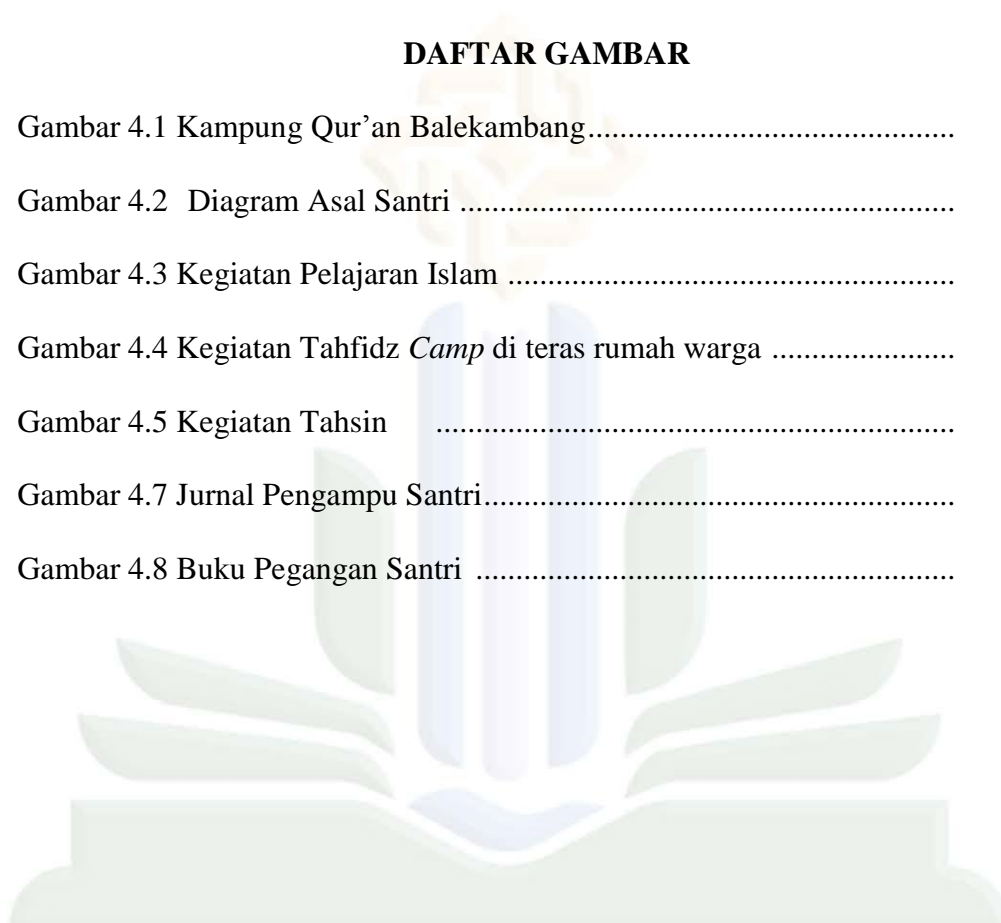 DAFTAR GAMBAR
Gambar 4.1 Kampung Qur’an Balekambang..............................................
Gambar 4.2 Diagram Asal Santri ..............................................................
Gambar 4.3 Kegiatan Pelajaran Islam ........................................................
Gambar 4.4 Kegiatan Tahfidz Camp di teras rumah warga .......................
Gambar 4.5 Kegiatan Tahsin .................................................................
Gambar 4.7 Jurnal Pengampu Santri...........................................................
Gambar 4.8 Buku Pegangan Santri ............................................................